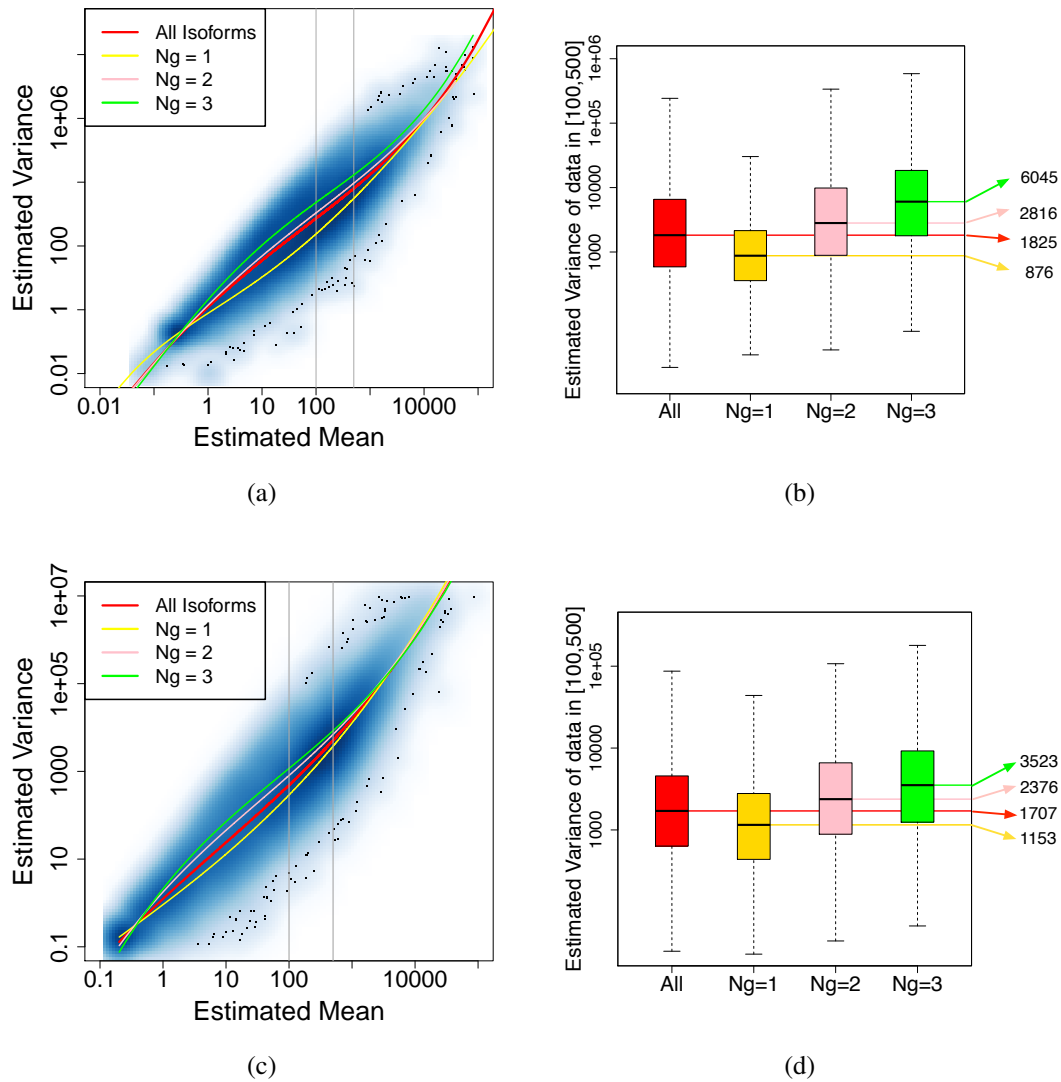 All Isoforms
Ng = 1
Ng = 2
Ng = 3
Estimated Variance
1e+06
100
1
0.01
0.01
1
10
100
10000
Estimated Mean
(a)
Estimated Variance of data in [100,500]
1e+06
1e+05
10000
1000
All
Ng=1
Ng=2
Ng=3
6045
2816
1825
876
(b)
All Isoforms
Ng = 1
Ng = 2
Ng = 3
Estimated Variance
1e+07
1e+05
1000
10
0.1
0.1
1
10
100
10000
Estimated Mean
(c)
Estimated Variance of data in [100,500]
1e+05
10000
1000
All
Ng=1
Ng=2
Ng=3
3523
2376
1707
1153
(d)